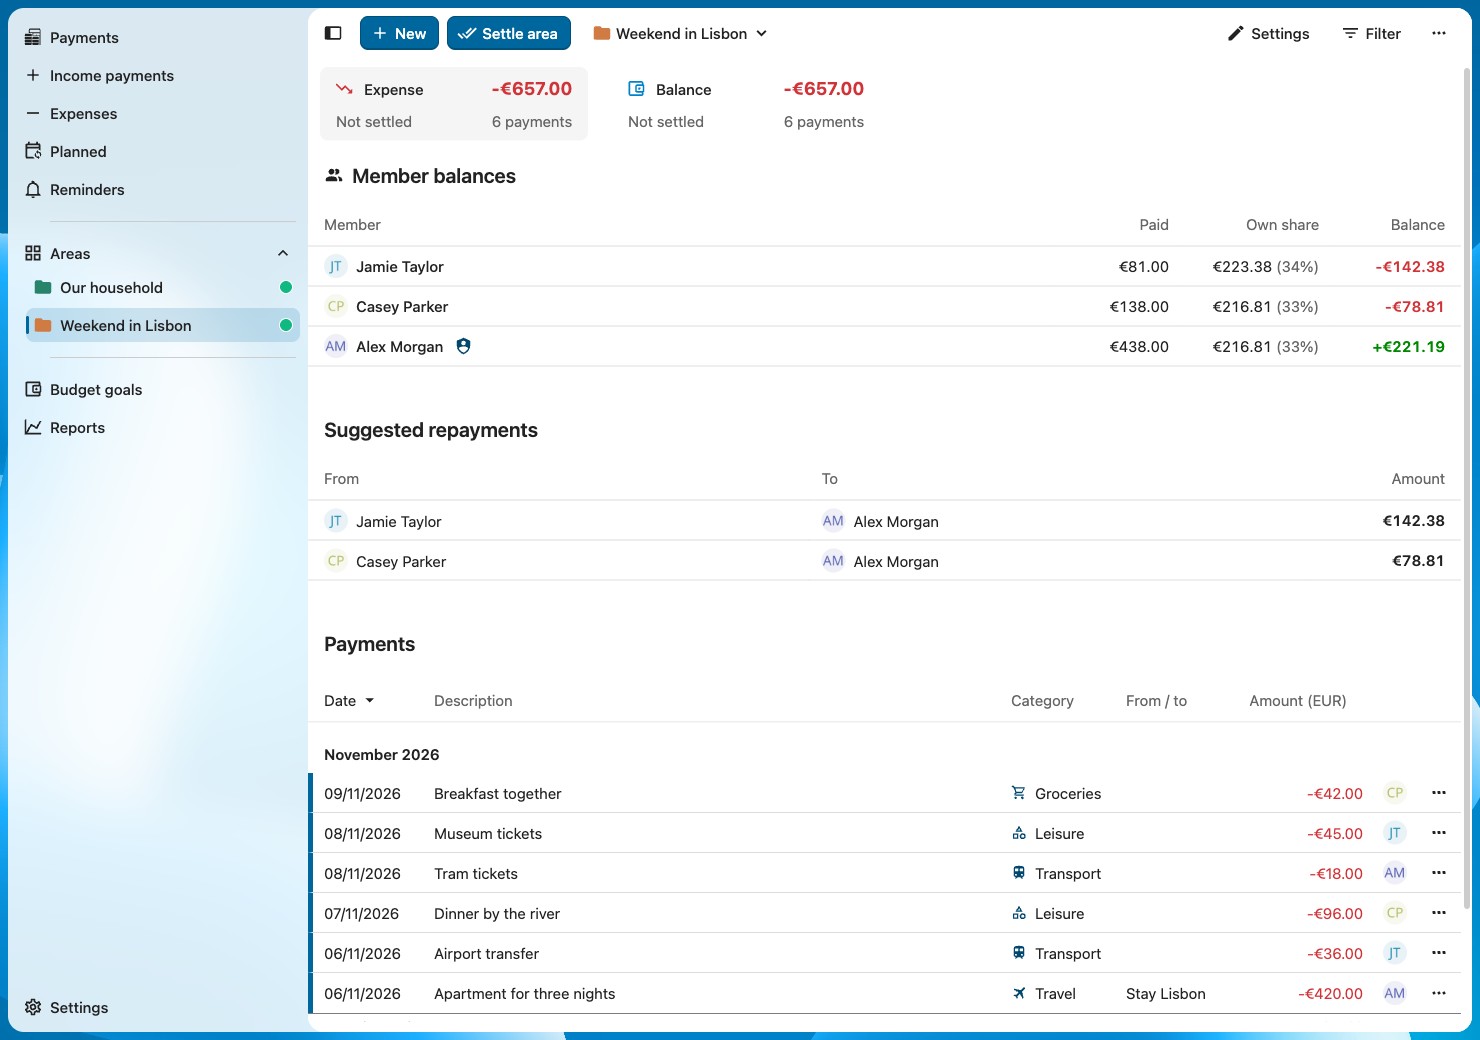 Payments
Income payments
Expenses
Planned
Reminders
Areas
Our household
Weekend in Lisbon
Budget goals
Reports
Settings
New
Settle area
Weekend in Lisbon
Settings
Filter
Expense -€657.00
Not settled 6 payments
Balance -€657.00
Not settled 6 payments
Member balances
Member Paid Own share Balance
JT Jamie Taylor €81.00 €223.38 (34%) -€142.38
CP Casey Parker €138.00 €216.81 (33%) -€78.81
AM Alex Morgan €438.00 €216.81 (33%) +€221.19
Suggested repayments
From To Amount
JT Jamie Taylor AM Alex Morgan €142.38
CP Casey Parker AM Alex Morgan €78.81
Payments
Date Description Category From / to Amount (EUR)
November 2026
09/11/2026 Breakfast together Groceries -€42.00 CP
08/11/2026 Museum tickets Leisure -€45.00 JT
08/11/2026 Tram tickets Transport -€18.00 AM
07/11/2026 Dinner by the river Leisure -€96.00 CP
06/11/2026 Airport transfer Transport -€36.00 JT
06/11/2026 Apartment for three nights Travel Stay Lisbon -€420.00 AM